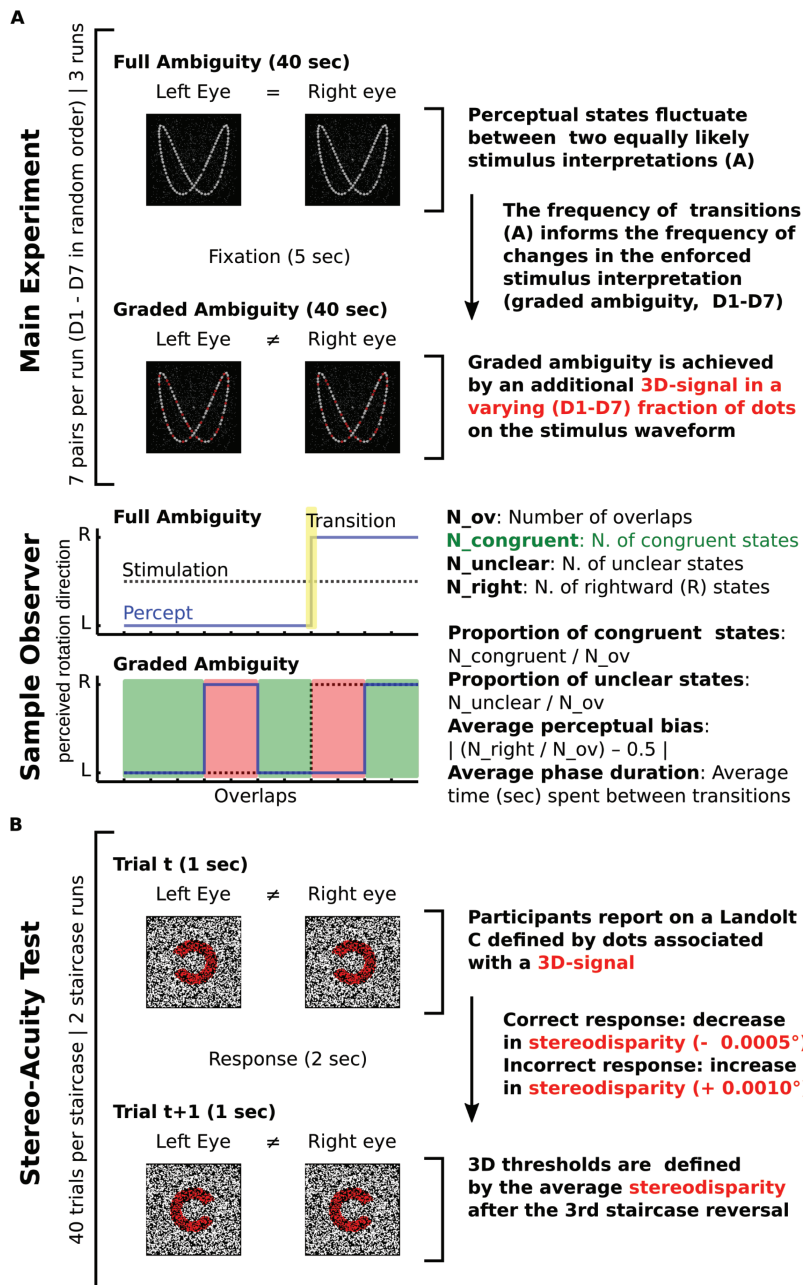 A
Main Experiment
7 pairs per run (D1 - D7 in random order) | 3 runs
Full Ambiguity (40 sec)
Left Eye = Right eye
Perceptual states fluctuate
between two equally likely
stimulus interpretations (A)
The frequency of transitions
(A) informs the frequency of
changes in the enforced
stimulus interpretation
(graded ambiguity, D1-D7)
Fixation (5 sec)
Graded Ambiguity (40 sec)
Left Eye ≠ Right eye
Graded ambiguity is achieved
by an additional 3D-signal in a
varying (D1-D7) fraction of dots
on the stimulus waveform
Sample Observer
perceived rotation direction
Full Ambiguity
Transition
R
Stimulation
Percept
L
Graded Ambiguity
R
L
Overlaps
N_ov: Number of overlaps
N_congruent: N. of congruent states
N_unclear: N. of unclear states
N_right: N. of rightward (R) states
Proportion of congruent states:
N_congruent / N_ov
Proportion of unclear states:
N_unclear / N_ov
Average perceptual bias:
| (N_right / N_ov) – 0.5 |
Average phase duration: Average
time (sec) spent between transitions
B
Stereo-Acuity Test
40 trials per staircase | 2 staircase runs
Trial t (1 sec)
Left Eye ≠ Right eye
Participants report on a Landolt
C defined by dots associated
with a 3D-signal
Correct response: decrease
in stereodisparity (- 0.0005°)
Incorrect response: increase
in stereodisparity (+ 0.0010°
Response (2 sec)
Trial t+1 (1 sec)
Left Eye ≠ Right eye
3D thresholds are defined
by the average stereodisparity
after the 3rd staircase reversal